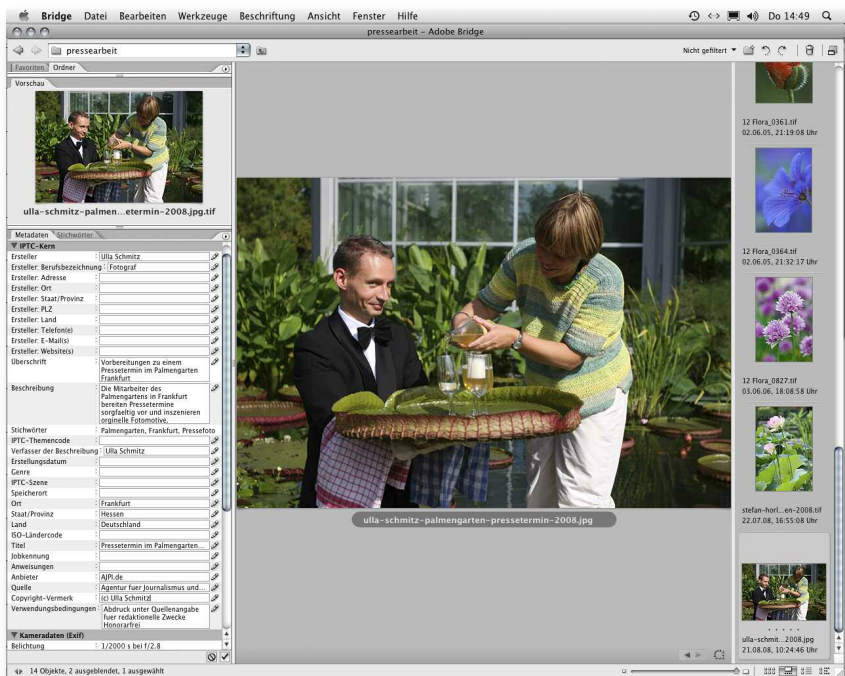 Bridge Datei Bearbeiten Werkzeuge Beschriftung Ansicht Fenster Hilfe Do 14:49
pressearbeit – Adobe Bridge
pressearbeit
Nicht gefiltert
Favoriten Ordner
Vorschau
ulla-schmitz-palmen...etermin-2008.jpg.tif
Metadaten Stichwörter
IPTC-Kern
Ersteller : Ulla Schmitz
Ersteller: Berufsbezeichnung : Fotograf
Ersteller: Adresse :
Ersteller: Ort :
Ersteller: Staat/Provinz :
Ersteller: PLZ :
Ersteller: Land :
Ersteller: Telefon(e) :
Ersteller: E-Mail(s) :
Ersteller: Website(s) :
Überschrift : Vorbereitungen zu einem
Pressetermin im Palmengarten
Frankfurt
Beschreibung : Die Mitarbeiter des
Palmengartens in Frankfurt
bereiten Pressetermine
sorgfaeltig vor und inszenieren
orginelle Fotomotive.
Stichwörter : Palmengarten, Frankfurt, Pressefoto
IPTC-Themencode :
Verfasser der Beschreibung : Ulla Schmitz
Erstellungsdatum :
Genre :
IPTC-Szene :
Speicherort :
Ort : Frankfurt
Staat/Provinz : Hessen
Land : Deutschland
ISO-Ländercode :
Titel : Pressetermin im Palmengarten...
Jobkennung :
Anweisungen :
Anbieter : AJPI.de
Quelle : Agentur fuer Journalismus und...
Copyright-Vermerk : (c) Ulla Schmitz
Verwendungsbedingungen : Abdruck unter Quellenangabe
fuer redaktionelle Zwecke
Honorarfrei
Kameradaten (Exif)
Belichtung : 1/2000 s bei f/2.8
14 Objekte, 2 ausgeblendet, 1 ausgewählt
ulla-schmitz-palmengarten-pressetermin-2008.jpg
12 Flora_0361.tif
02.06.05, 21:19:08 Uhr
12 Flora_0364.tif
02.06.05, 21:32:17 Uhr
12 Flora_0827.tif
03.06.06, 18:08:58 Uhr
stefan-horl...en-2008.tif
22.07.08, 16:55:08 Uhr
ulla-schmit...2008.jpg
21.08.08, 10:24:46 Uhr